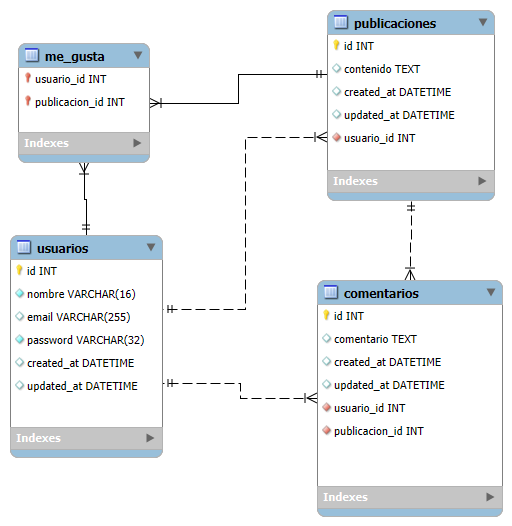 me_gusta
usuario_id INT
publicacion_id INT
Indexes
publicaciones
id INT
contenido TEXT
created_at DATETIME
updated_at DATETIME
usuario_id INT
Indexes
usuarios
id INT
nombre VARCHAR(16)
email VARCHAR(255)
password VARCHAR(32)
created_at DATETIME
updated_at DATETIME
Indexes
comentarios
id INT
comentario TEXT
created_at DATETIME
updated_at DATETIME
usuario_id INT
publicacion_id INT
Indexes